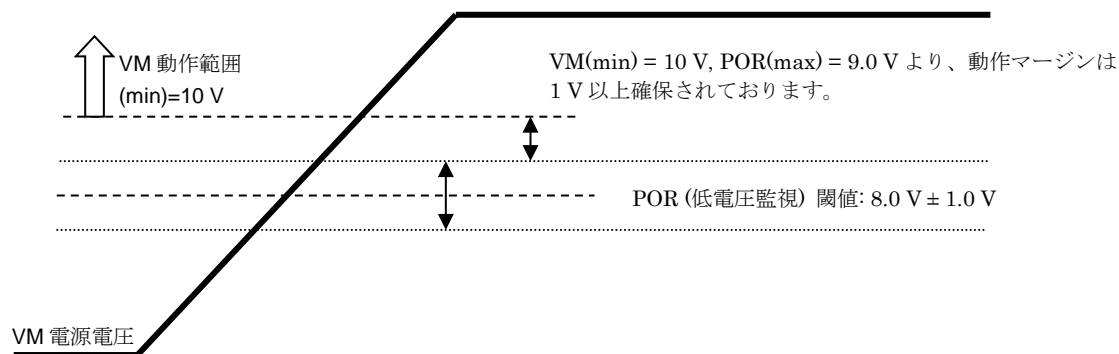 VM 動作範囲
(min)=10 V
VM(min) = 10 V, POR(max) = 9.0 V より、動作マージンは
1 V 以上確保されております。
POR (低電圧監視) 閾値: 8.0 V ± 1.0 V
VM 電源電圧